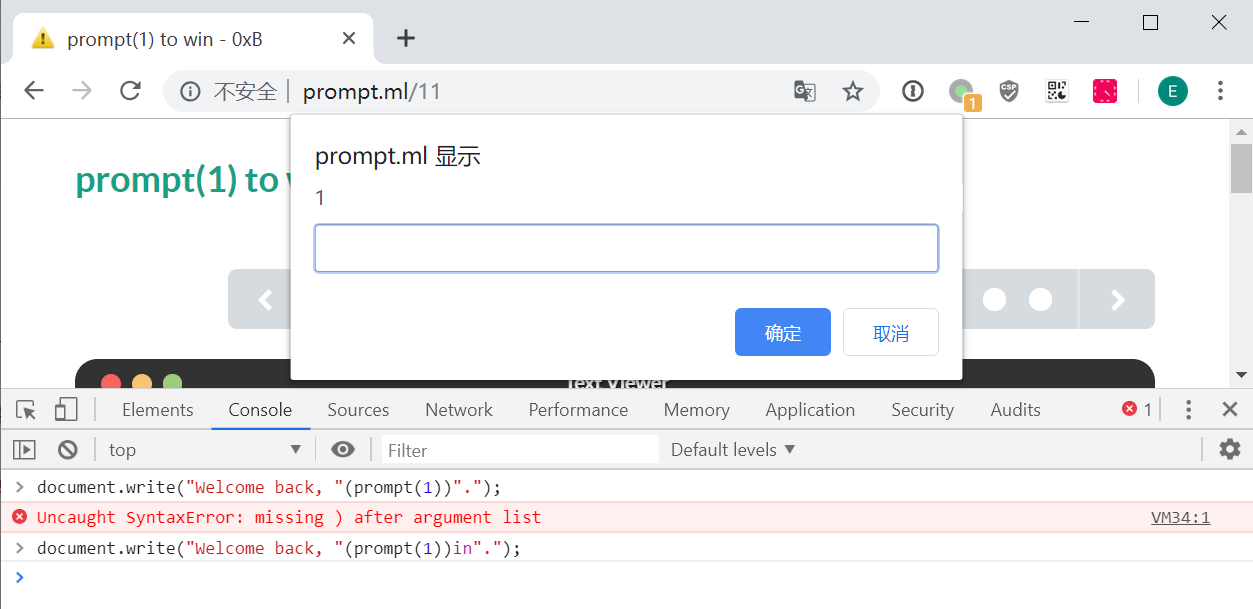 prompt(1) to win - 0xB
不安全 prompt.ml/11
1
E
prompt.ml 显示
1
prompt(1) to
确定 取消
Text Viewer
Elements Console Sources Network Performance Memory Application Security Audits 1
top Filter Default levels
document.write("Welcome back, "(prompt(1))".");
Uncaught SyntaxError: missing ) after argument list VM34:1
document.write("Welcome back, "(prompt(1))in".");